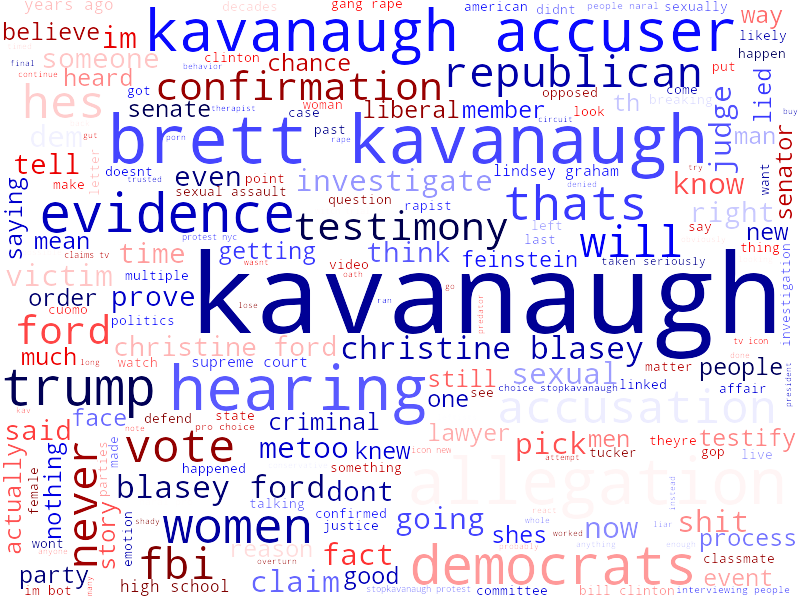 years ago decades gang rape american didnt people naral sexually
believe im kavanaugh accuser way
someone clinton chance republican likely
heard confirmation opposed come put happen
final continue behavior got therapist woman
hes senate case liberal member look th breaking judge lied
dem gut brett kavanaugh man buy
past porn rape circuit
tell letter doesnt even point lindsey graham try want senator
make trusted sexual assault investigate denied know
saying evidence question rapist thats right
testimony left say
mean protest nyc getting think last will new
claims tv time wasnt video feinstein taken seriously thing
victim multiple oath kavanaugh investigation
order prove ran go
cuomo lose predator
ford politics tv icon
much christine ford christine blasey done
long watch supreme court matter people
trump hearing still sexual linked president
one see choice stopkavanaugh affair
kav accusation
said face defend state criminal lawyer
note pro choice
actually never vote metoo knew icon new pick men theyre testify
nothing parties made attempt tucker gop live
story happened something allegation
female blasey ford dont instead
emotion talking confirmed react
shady women justice going whole liar shit
wont reason shes worked now process
anyone fbi overturn fact probably anything enough classmate
party claim good democrats event
im bot many high school stopkavanaugh protest committee bill clinton interviewing people